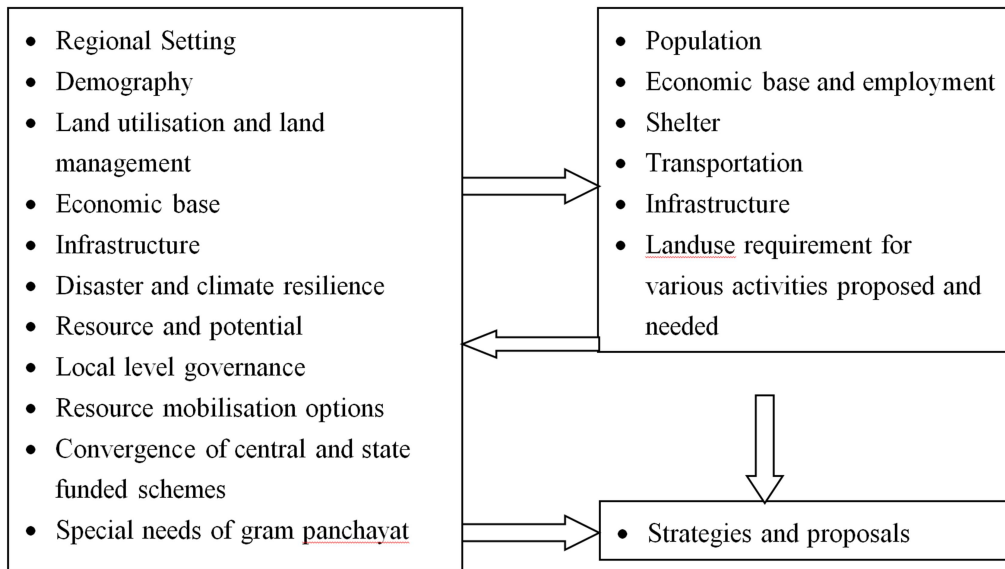 • Regional Setting
• Demography
• Land utilisation and land
management
• Economic base
• Infrastructure
• Disaster and climate resilience
• Resource and potential
• Local level governance
• Resource mobilisation options
• Convergence of central and state
funded schemes
• Special needs of gram panchayat
• Population
• Economic base and employment
• Shelter
• Transportation
• Infrastructure
• Landuse requirement for
various activities proposed and
needed
• Strategies and proposals